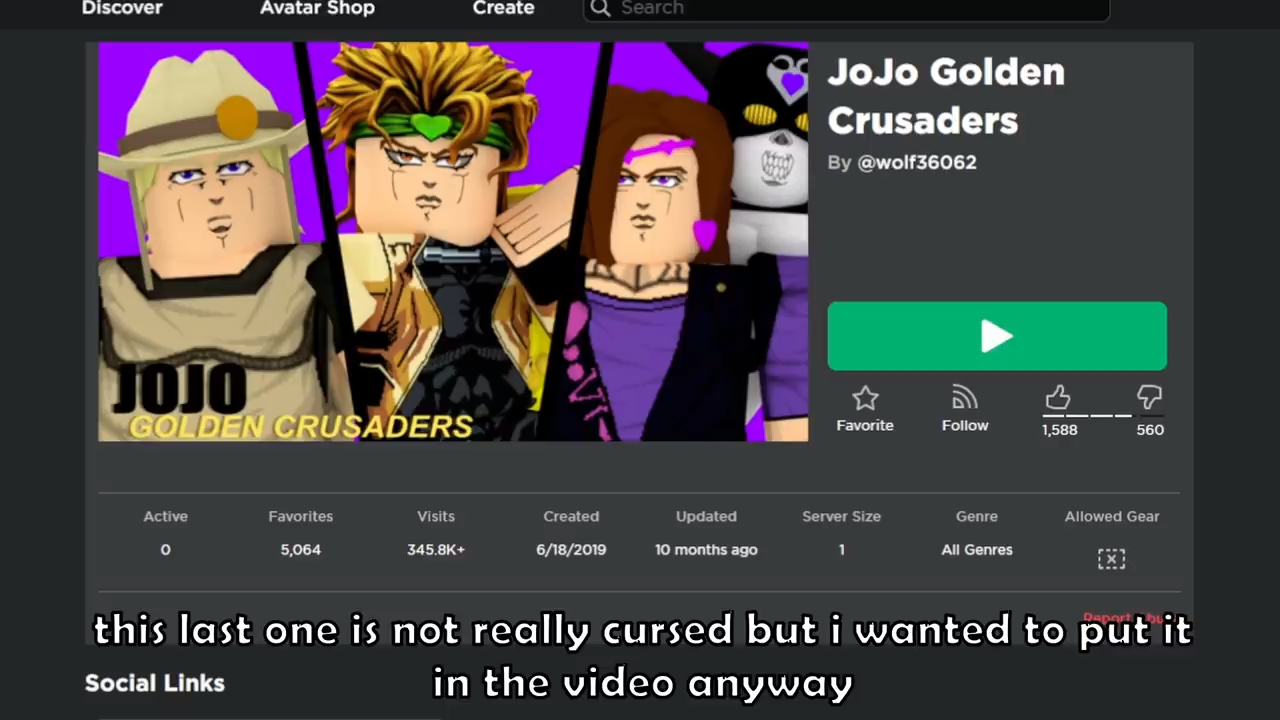 Discover
Avatar Shop
Create
Search
JoJo Golden
Crusaders
By @wolf36062
JOJO
GOLDEN CRUSADERS
Favorite
Follow
1,588
560
Active
Favorites
Visits
Created
Updated
Server Size
Genre
Allowed Gear
0
5,064
345.8K+
6/18/2019
10 months ago
1
All Genres
Report
this last one is not really cursed but i wanted to put it
in the video anyway
Social Links